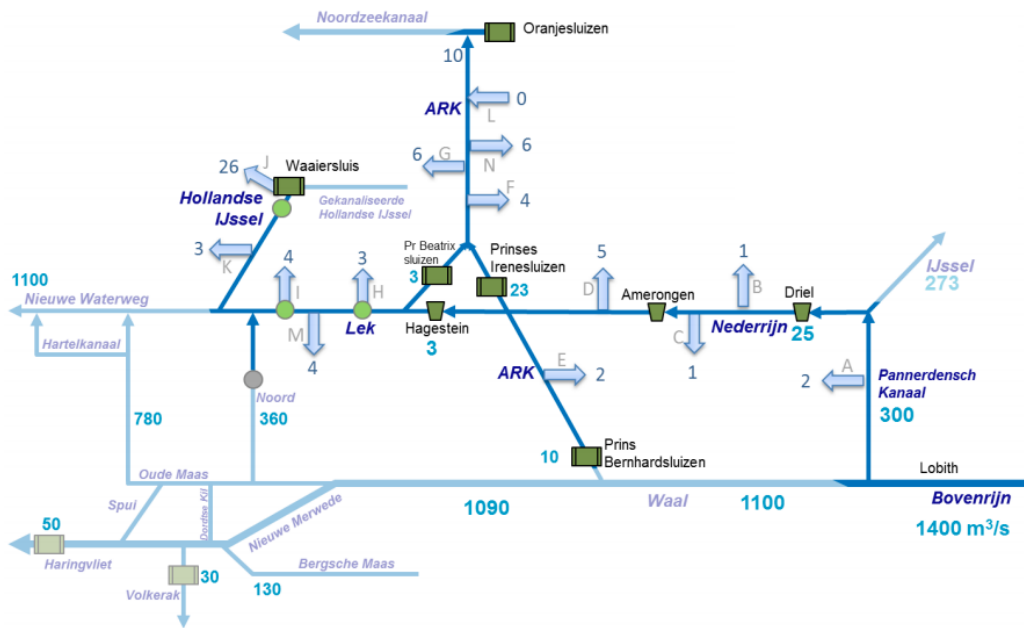 Noordzeekanaal
Oranjesluizen
10
0
L
ARK
6
G
6
N
F
4
26
J
Waaiersluis
Hollandse
IJssel
Gekanaliseerde
Hollandse IJssel
3
K
4
I
3
H
Pr Beatrix
sluizen
3
Prinses
Irenesluizen
23
5
D
Amerongen
1
B
Driel
IJssel
273
1100
Nieuwe Waterweg
M
4
Lek
Hagestein
3
C
1
Nederrijn
25
Hartelkanaal
ARK
E
2
2
A
Pannerdensch
Kanaal
300
Noord
780
360
10
Prins
Bernhardsluizen
Lobith
Oude Maas
Spui
Dordtse Kil
Nieuwe Merwede
1090
Waal
1100
Bovenrijn
1400 m³/s
50
Haringvliet
30
Volkerak
130
Bergsche Maas